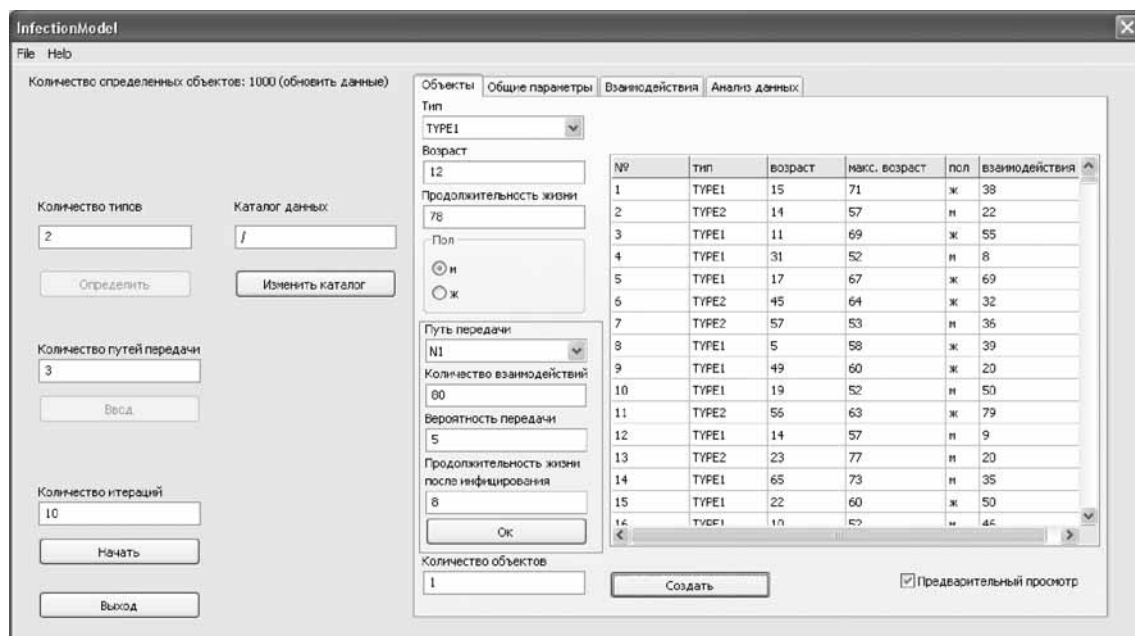 InfectionModel
File Help
Количество определенных объектов: 1000 (обновить данные)
Количество типов
Каталог данных
2
/
Определить
Изменить каталог
Количество путей передачи
3
Ввод
Количество итераций
10
Начать
Выход
Объекты Общие параметры Взаимодействия Анализ данных
Тип
TYPE1
Возраст
12
Продолжительность жизни
78
Пол
м
ж
Путь передачи
N1
Количество взаимодействий
80
Вероятность передачи
5
Продолжительность жизни
после инфицирования
8
Ок
Количество объектов
1
№ тип возраст макс. возраст пол взаимодействия
1 TYPE1 15 71 ж 38
2 TYPE2 14 57 м 22
3 TYPE1 11 69 ж 55
4 TYPE1 31 52 м 8
5 TYPE1 17 67 ж 69
6 TYPE2 45 64 ж 32
7 TYPE2 57 53 м 36
8 TYPE1 5 58 ж 39
9 TYPE1 49 60 ж 20
10 TYPE1 19 52 м 50
11 TYPE2 56 63 ж 79
12 TYPE1 14 57 м 9
13 TYPE2 23 77 м 20
14 TYPE1 65 73 м 35
15 TYPE1 22 60 ж 50
16 TYPE1 10 52 м 46
Создать
Предварительный просмотр